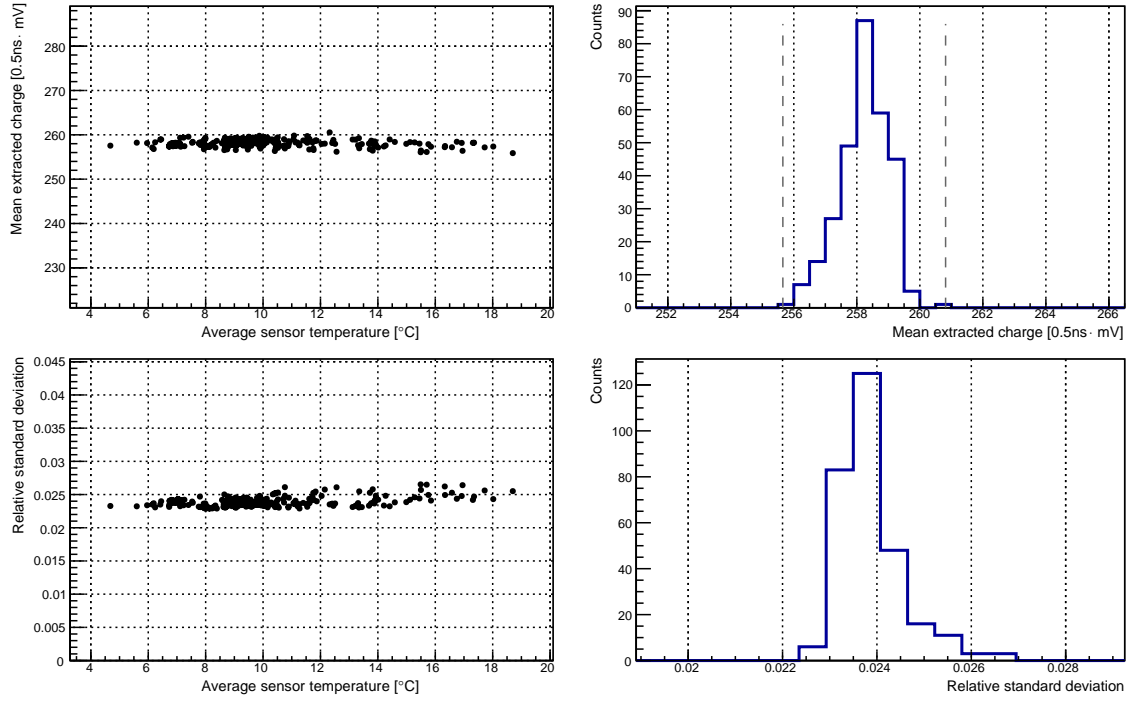 Mean extracted charge [0.5ns· mV]
280
270
260
250
240
230
4 6 8 10 12 14 16 18 20
Average sensor temperature [°C]
Counts
90
80
70
60
50
40
30
20
10
0
252 254 256 258 260 262 264 266
Mean extracted charge [0.5ns· mV]
Relative standard deviation
0.045
0.04
0.035
0.03
0.025
0.02
0.015
0.01
0.005
0
4 6 8 10 12 14 16 18 20
Average sensor temperature [°C]
Counts
120
100
80
60
40
20
0
0.02 0.022 0.024 0.026 0.028
Relative standard deviation